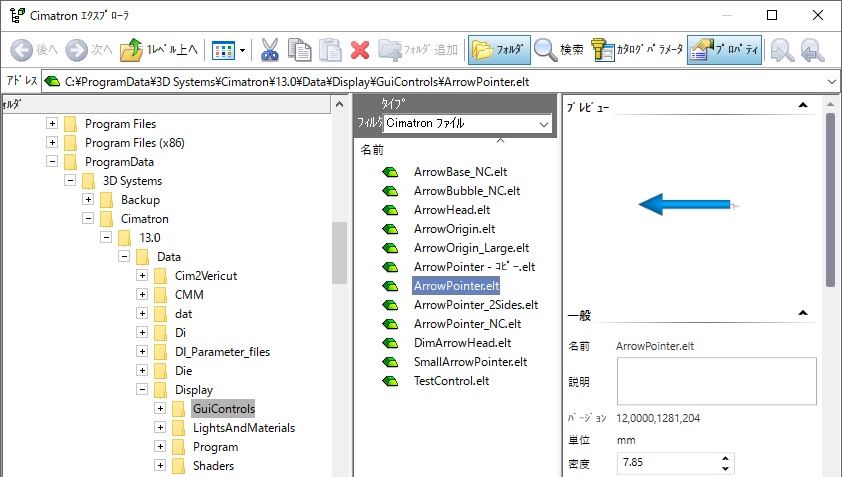 Cimatron ｴｸｽﾌﾟﾛｰﾗ
後へ 次へ 1ﾚﾍﾞﾙ上へ ﾌｫﾙﾀﾞ 追加 ﾌｫﾙﾀﾞ 検索 ｶﾀﾛｸﾞﾊﾟﾗﾒｰﾀ ﾌﾟﾛﾊﾟﾃｨ
ｱﾄﾞﾚｽ C:¥ProgramData¥3D Systems¥Cimatron¥13.0¥Data¥Display¥GuiControls¥ArrowPointer.elt
ｫﾙﾀﾞ
Program Files
Program Files (x86)
ProgramData
3D Systems
Backup
Cimatron
13.0
Data
Cim2Vericut
CMM
dat
Di
DI_Parameter_files
Die
Display
GuiControls
LightsAndMaterials
Program
Shaders
ﾀｲﾌﾟ
ﾌｨﾙﾀ Cimatron ファイル
名前
ArrowBase_NC.elt
ArrowBubble_NC.elt
ArrowHead.elt
ArrowOrigin.elt
ArrowOrigin_Large.elt
ArrowPointer - ｺﾋﾟｰ.elt
ArrowPointer.elt
ArrowPointer_2Sides.elt
ArrowPointer_NC.elt
DimArrowHead.elt
SmallArrowPointer.elt
TestControl.elt
ﾌﾟﾚﾋﾞｭｰ
一般
名前 ArrowPointer.elt
説明
ﾊﾞｰｼﾞｮﾝ 12,0000,1281,204
単位 mm
密度 7.85